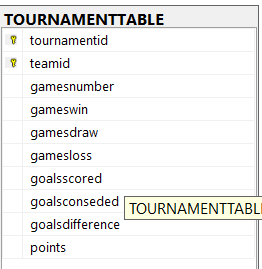 TOURNAMENTTABLE
tournamentid
teamid
gamesnumber
gameswin
gamesdraw
gamesloss
goalsscored
goalsconseded
TOURNAMENTTABL
goalsdifference
points